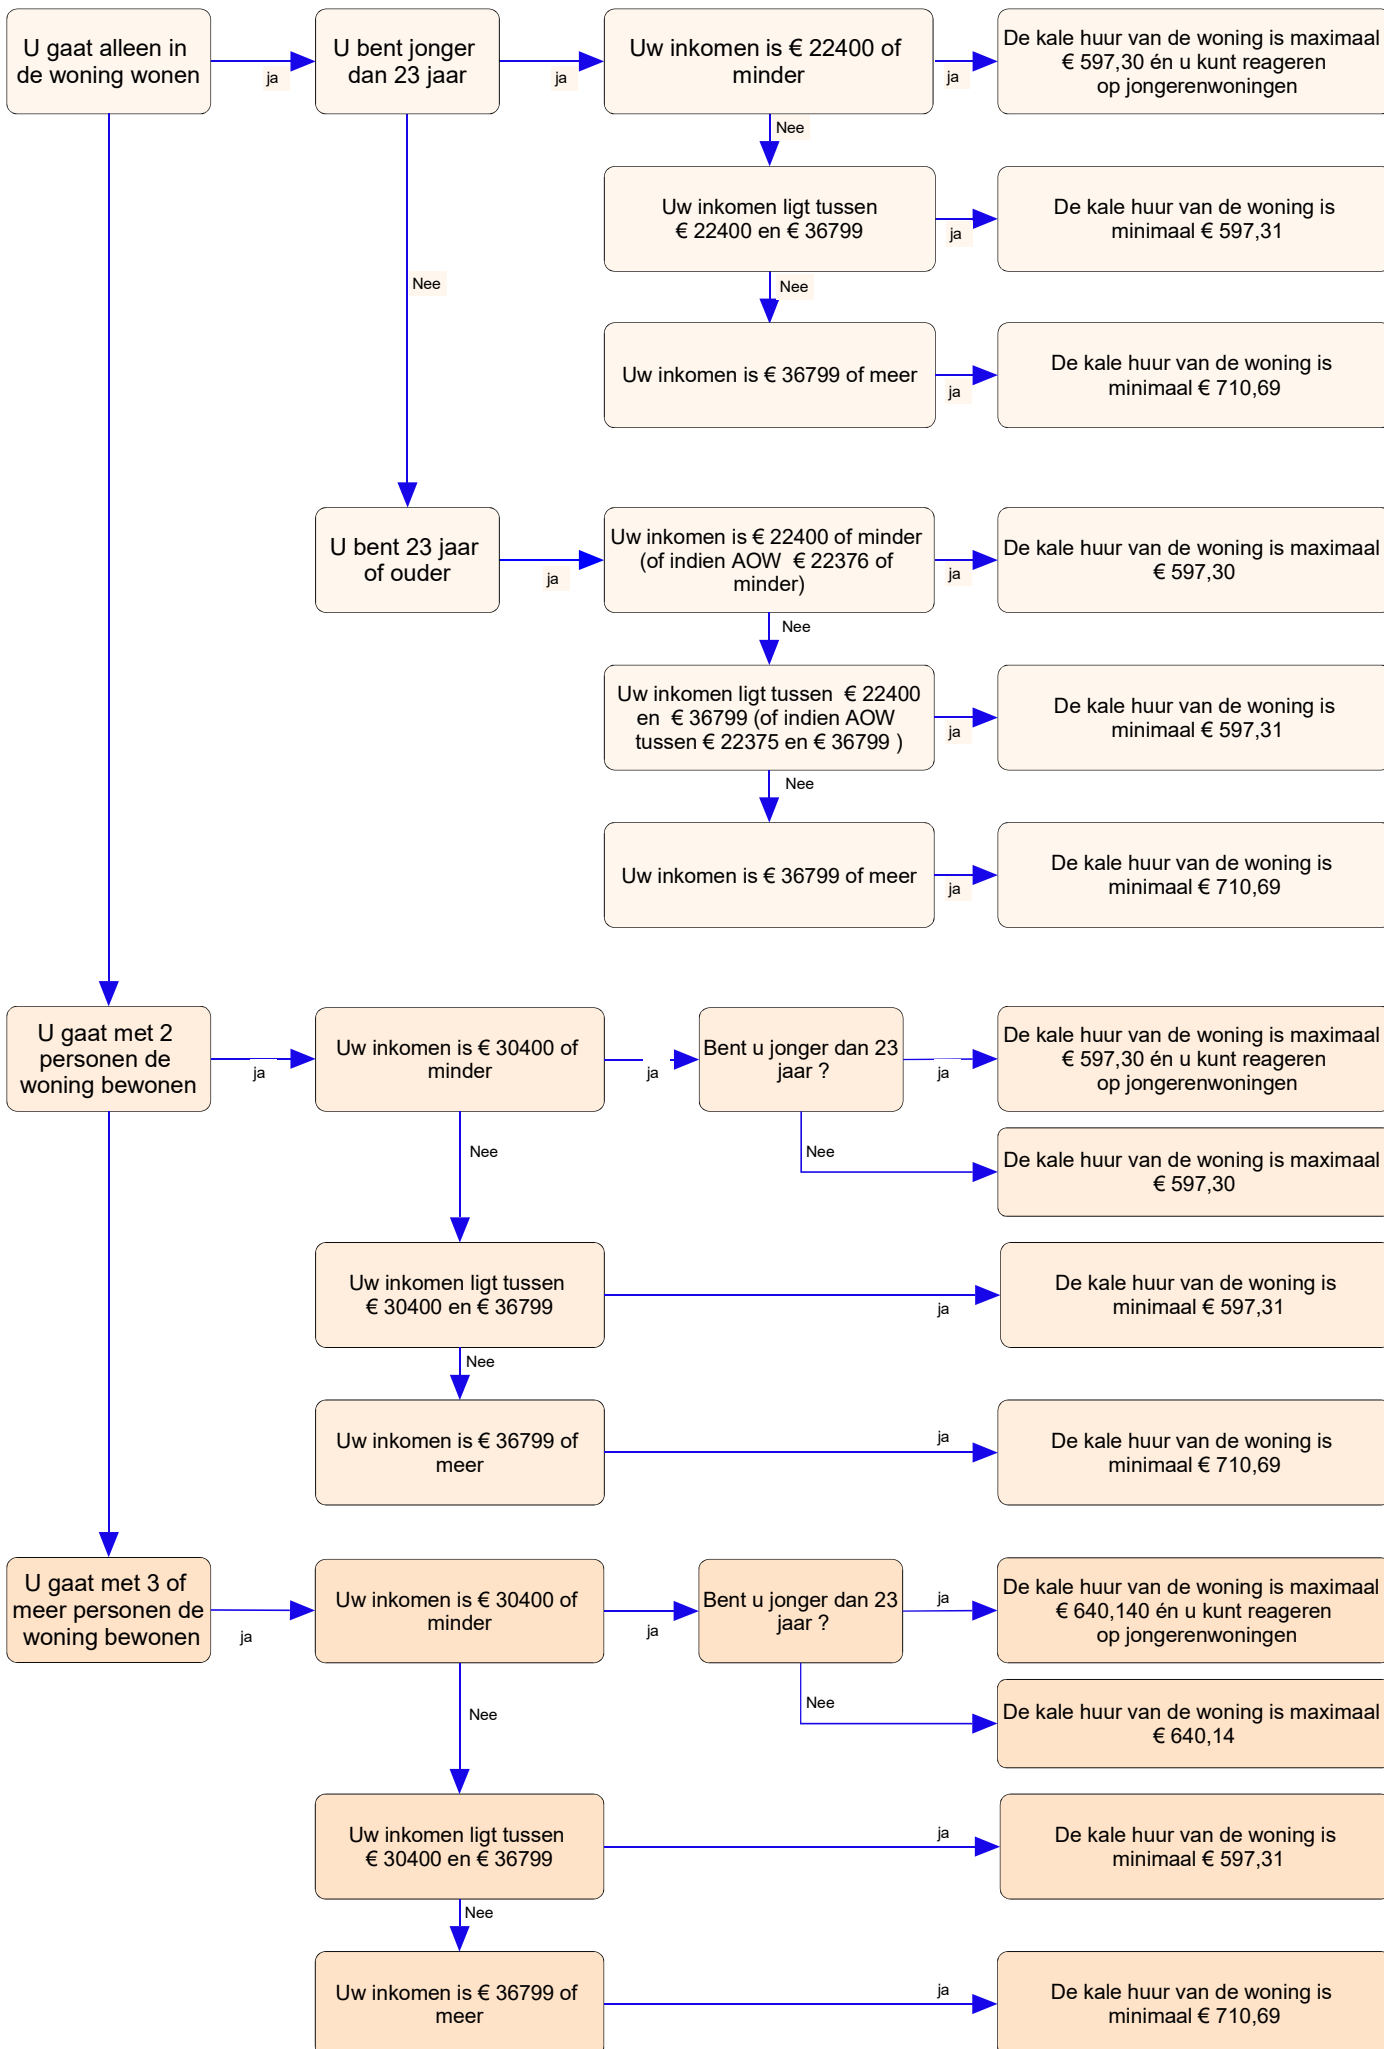 U gaat alleen in
de woning wonen
ja
U bent jonger
dan 23 jaar
ja
Uw inkomen is € 22400 of
minder
ja
De kale huur van de woning is maximaal
€ 597,30 én u kunt reageren
op jongerenwoningen
Nee
Uw inkomen ligt tussen
€ 22400 en € 36799
ja
De kale huur van de woning is
minimaal € 597,31
Nee
Nee
Uw inkomen is € 36799 of meer
ja
De kale huur van de woning is
minimaal € 710,69
U bent 23 jaar
of ouder
ja
Uw inkomen is € 22400 of minder
(of indien AOW € 22376 of
minder)
ja
De kale huur van de woning is maximaal
€ 597,30
Nee
Uw inkomen ligt tussen € 22400
en € 36799 (of indien AOW
tussen € 22375 en € 36799 )
ja
De kale huur van de woning is
minimaal € 597,31
Nee
Uw inkomen is € 36799 of meer
ja
De kale huur van de woning is
minimaal € 710,69
U gaat met 2
personen de
woning bewonen
ja
Uw inkomen is € 30400 of
minder
ja
Bent u jonger dan 23
jaar ?
ja
De kale huur van de woning is maximaal
€ 597,30 én u kunt reageren
op jongerenwoningen
Nee
Nee
De kale huur van de woning is maximaal
€ 597,30
Uw inkomen ligt tussen
€ 30400 en € 36799
ja
De kale huur van de woning is
minimaal € 597,31
Nee
Uw inkomen is € 36799 of
meer
ja
De kale huur van de woning is
minimaal € 710,69
U gaat met 3 of
meer personen de
woning bewonen
ja
Uw inkomen is € 30400 of
minder
ja
Bent u jonger dan 23
jaar ?
ja
De kale huur van de woning is maximaal
€ 640,140 én u kunt reageren
op jongerenwoningen
Nee
Nee
De kale huur van de woning is maximaal
€ 640,14
Uw inkomen ligt tussen
€ 30400 en € 36799
ja
De kale huur van de woning is
minimaal € 597,31
Nee
Uw inkomen is € 36799 of
meer
ja
De kale huur van de woning is
minimaal € 710,69